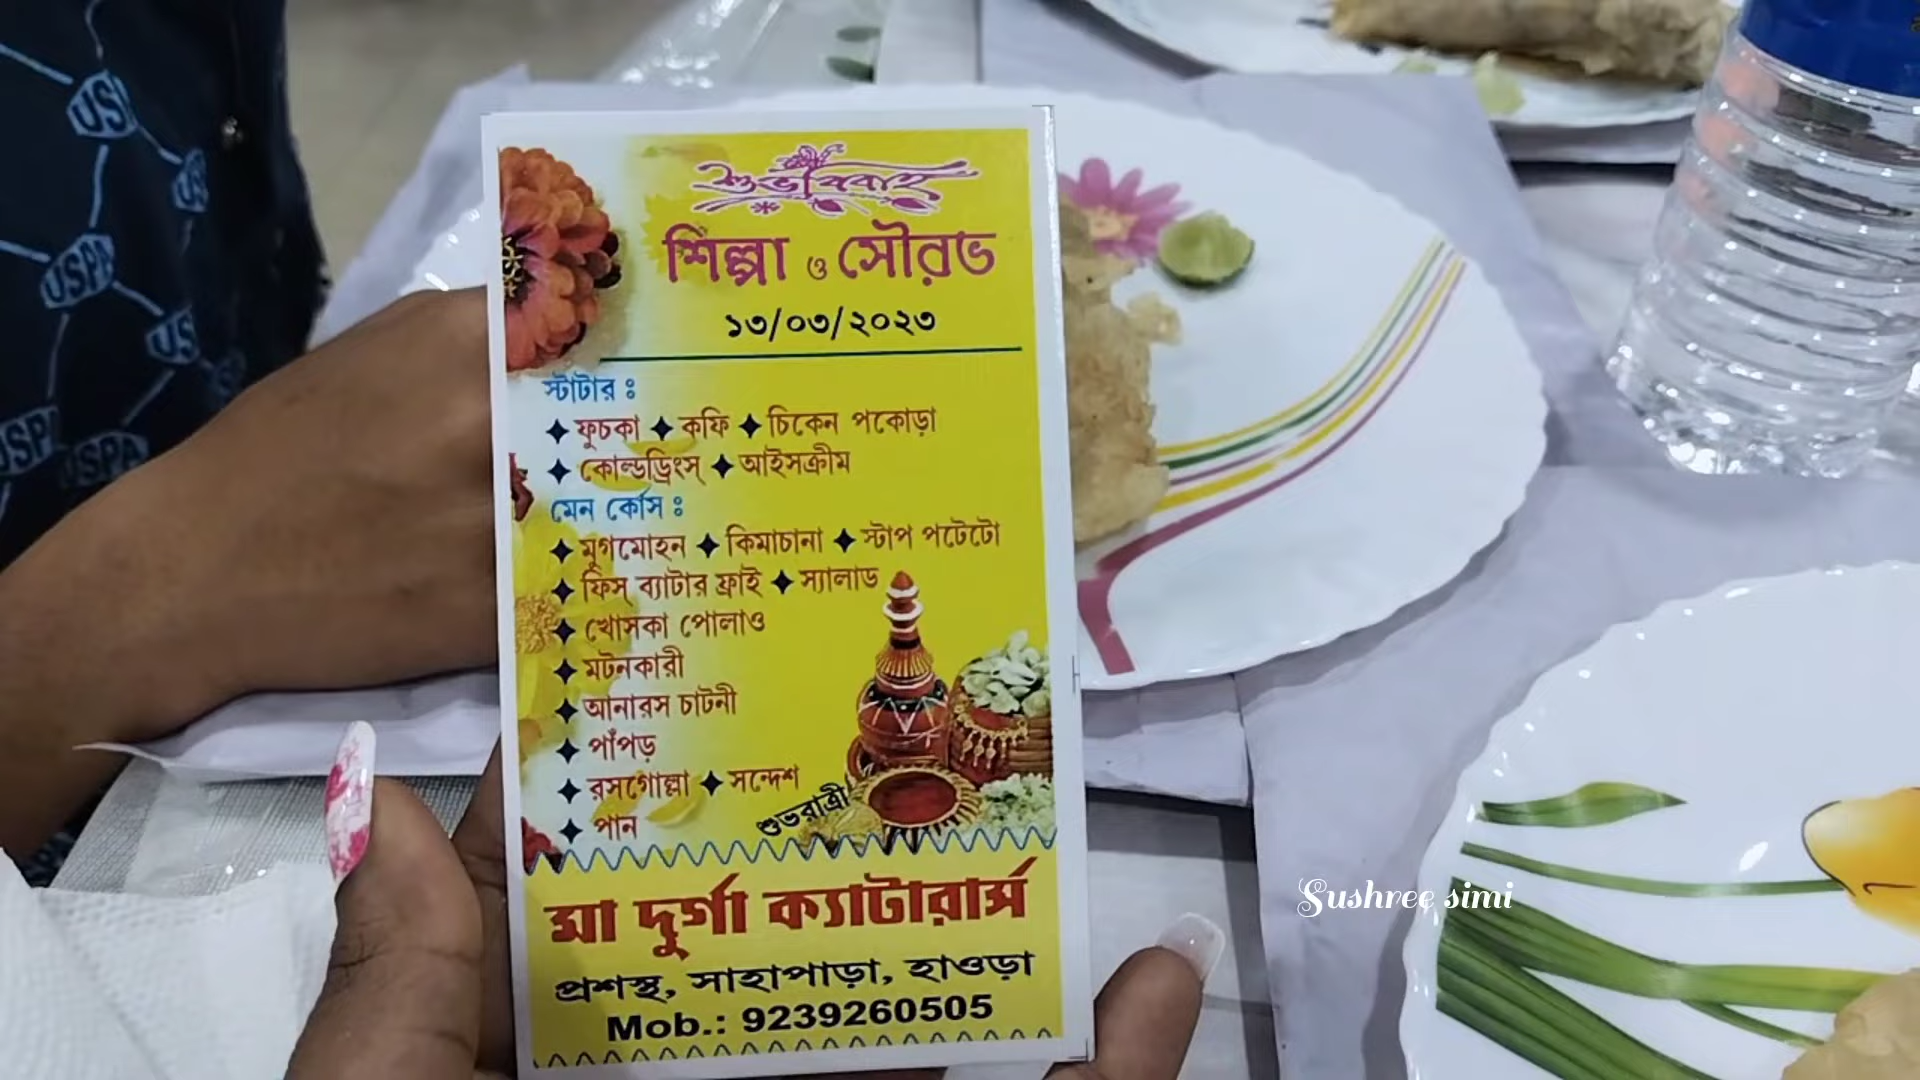 শুভ বিবাহ
শিল্পা ও সৌরভ
১৩/০৩/২০২৩
স্টাটার ঃ
✦ ফুচকা ✦ কফি ✦ চিকেন পকোড়া
✦ কোল্ডড্রিংস্ ✦ আইসক্রীম
মেন কোর্স ঃ
✦ মুগমোহন ✦ কিমাচানা ✦ স্টাপ পটেটো
✦ ফিস্ ব্যাটার ফ্রাই ✦ স্যালাড
✦ খোসকা পোলাও
✦ মটনকারী
✦ আনারস চাটনী
✦ পাঁপড়
✦ রসগোল্লা ✦ সন্দেশ
✦ পান
শুভরাত্রী
মা দুর্গা ক্যাটারার্স
প্রশস্থ, সাহাপাড়া, হাওড়া
Mob.: 9239260505
Sushree simi
USPA